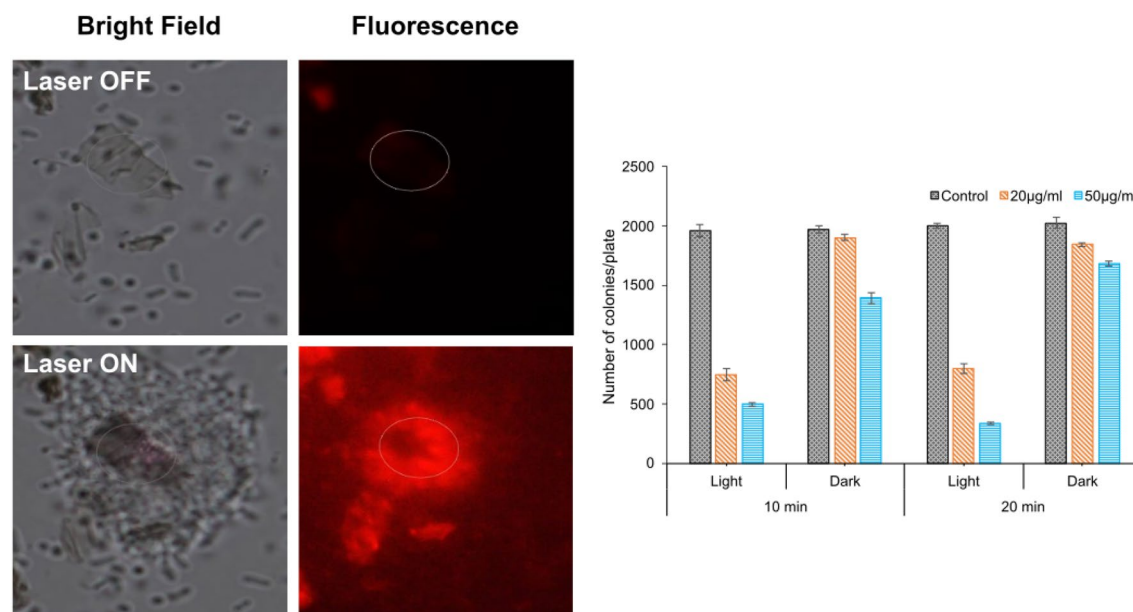 Bright Field
Fluorescence
Laser OFF
Laser ON
Number of colonies/plate
2500
2000
1500
1000
500
0
Control
20µg/ml
50µg/m
Light
Dark
Light
Dark
10 min
20 min